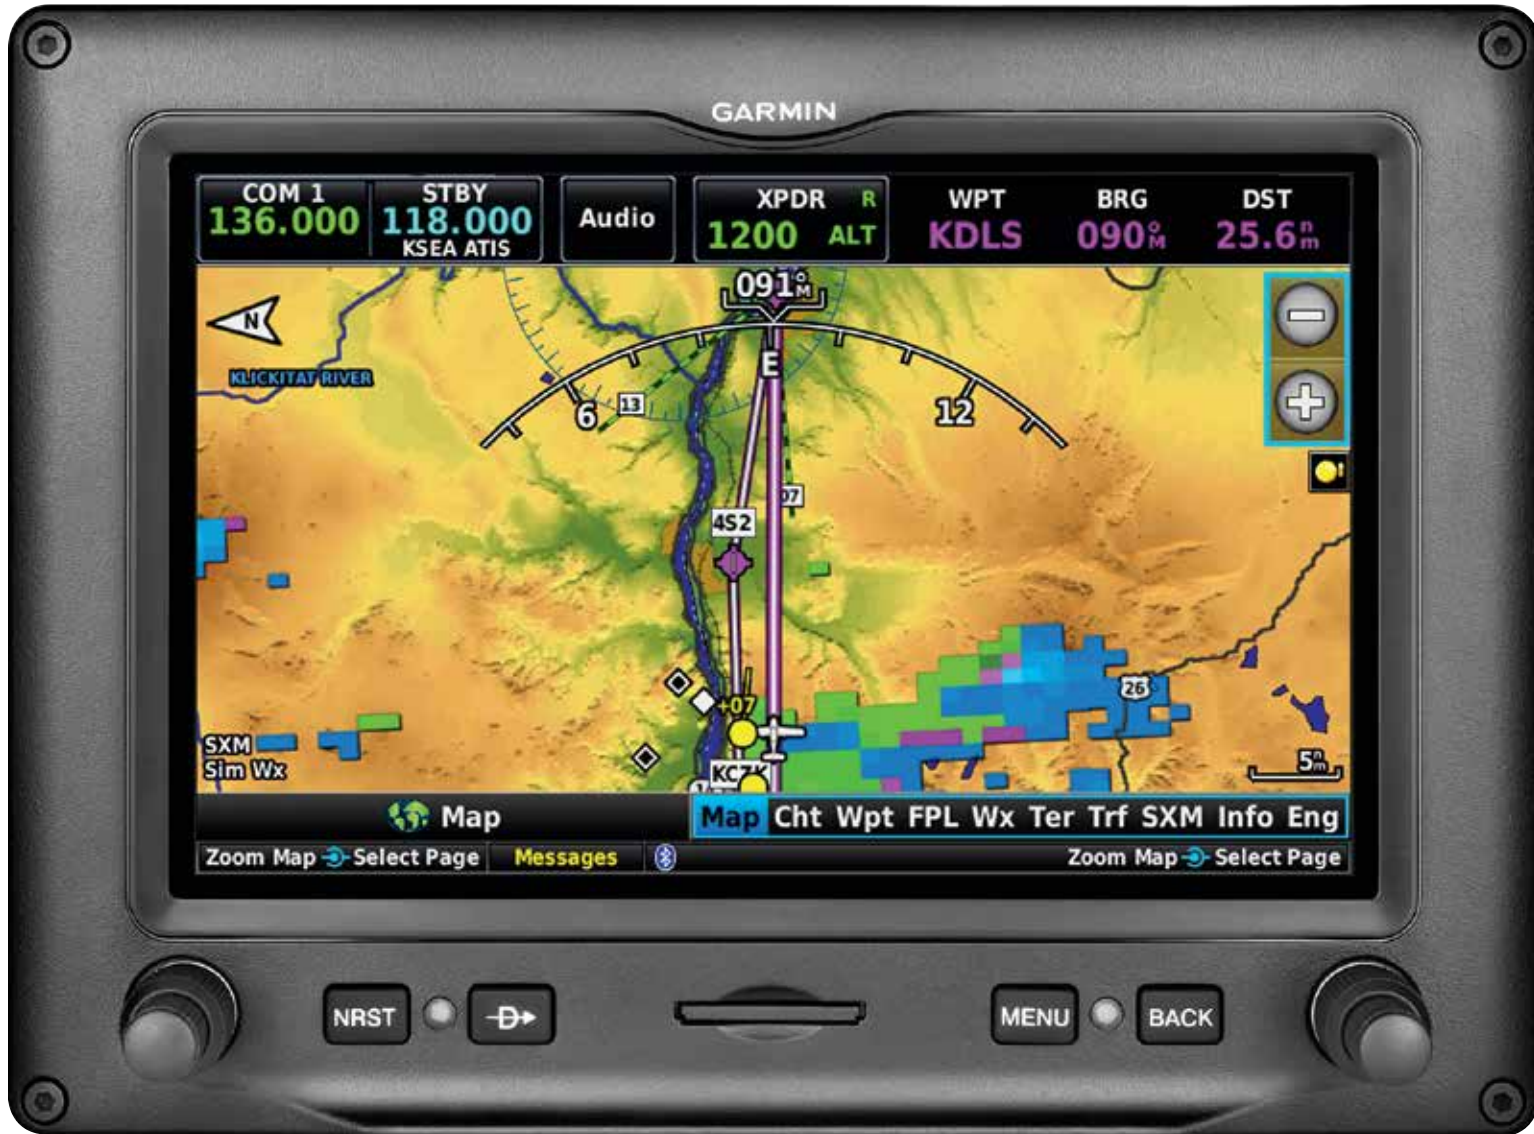 GARMIN
COM 1
136.000
STBY
118.000
KSEA ATIS
Audio
XPDR R
1200 ALT
WPT
KDLS
BRG
090°M
DST
25.6nm
091°M
N
KLICKITAT RIVER
E
6
13
12
07
4S2
+07
26
SXM
Sim Wx
5nm
Map
Map Cht Wpt FPL Wx Ter Trf SXM Info Eng
Zoom Map Select Page
Messages
Zoom Map Select Page
NRST
D
MENU
BACK